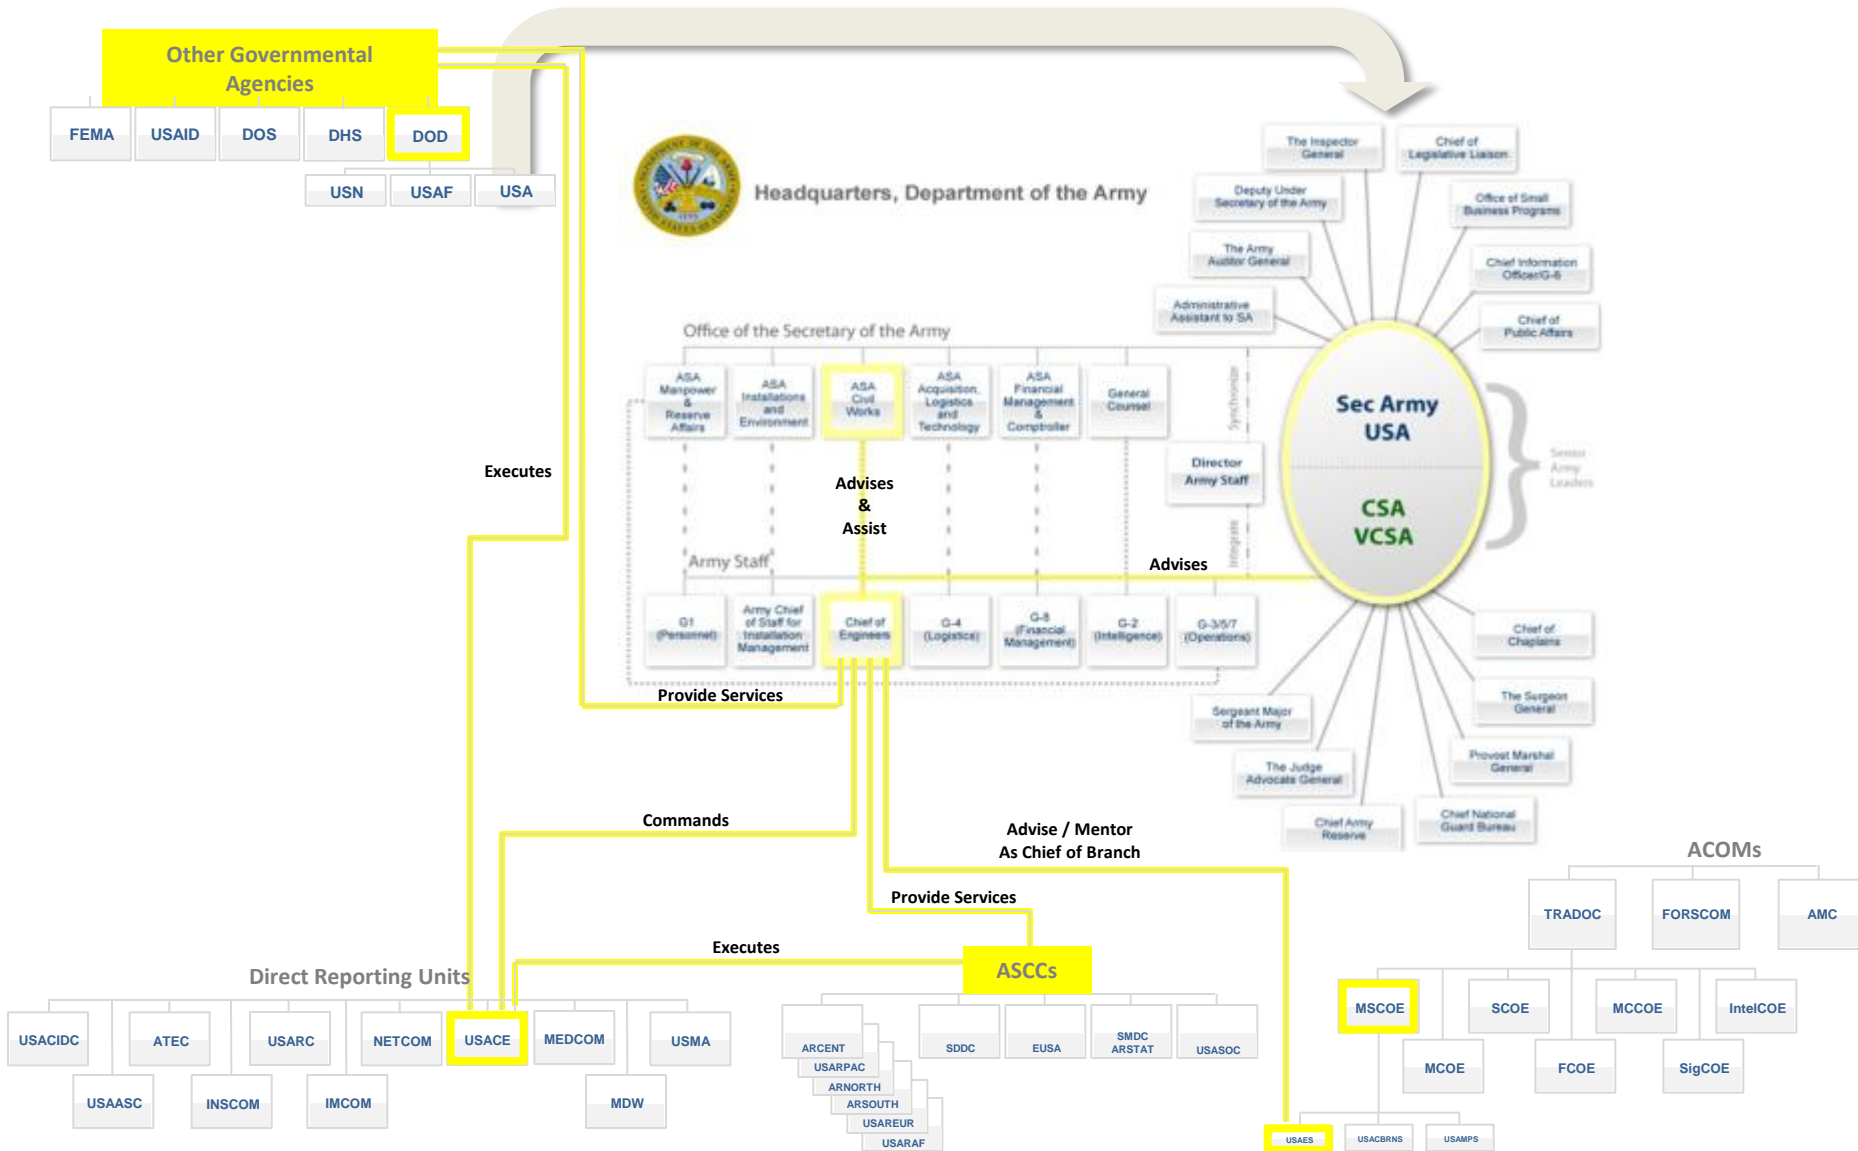 Other Governmental
Agencies
FEMA
USAID
DOS
DHS
DOD
USN
USAF
USA
Headquarters, Department of the Army
The Inspector
General
Chief of
Legislative Liaison
Deputy Under
Secretary of the Army
Office of Small
Business Programs
The Army
Auditor General
Chief Information
Officer/G-6
Administrative
Assistant to SA
Chief of
Public Affairs
Office of the Secretary of the Army
ASA
Manpower
&
Reserve
Affairs
ASA
Installations
and
Environment
ASA
Civil
Works
ASA
Acquisition,
Logistics
and
Technology
ASA
Financial
Management
&
Comptroller
General
Counsel
Synchronize
Sec Army
USA
Senior
Army
Leaders
Director
Army Staff
CSA
VCSA
Integrate
Executes
Advises
&
Assist
Army Staff
Advises
G1
(Personnel)
Army Chief
of Staff for
Installation
Management
Chief of
Engineers
G-4
(Logistics)
G-8
(Financial
Management)
G-2
(Intelligence)
G-3/5/7
(Operations)
Chief of
Chaplains
Provide Services
Sergeant Major
of the Army
The Surgeon
General
The Judge
Advocate General
Provost Marshal
General
Chief Army
Reserve
Chief National
Guard Bureau
Commands
Advise / Mentor
As Chief of Branch
Provide Services
Executes
ACOMs
TRADOC
FORSCOM
AMC
MSCOE
SCOE
MCCOE
IntelCOE
MCOE
FCOE
SigCOE
USAES
USACBRNS
USAMPS
Direct Reporting Units
USACIDC
ATEC
USARC
NETCOM
USACE
MEDCOM
USMA
USAASC
INSCOM
IMCOM
MDW
ASCCs
ARCENT
USARPAC
ARNORTH
ARSOUTH
USAREUR
USARAF
SDDC
EUSA
SMDC
ARSTAT
USASOC